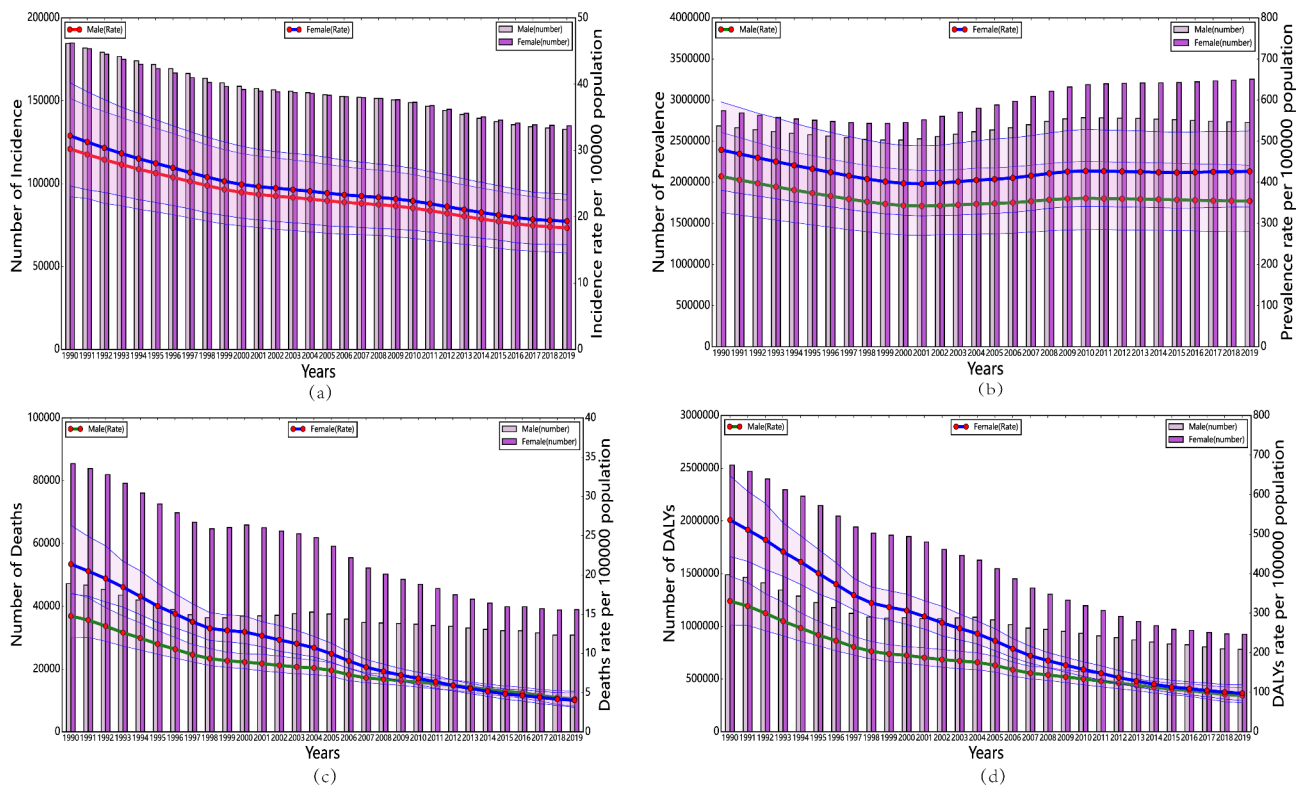 Male(Rate)
Female(Rate)
Male(number)
Female(number)
200000
150000
100000
50000
0
50
40
30
20
10
0
Number of Incidence
Incidence rate per 100000 population
1990 1991 1992 1993 1994 1995 1996 1997 1998 1999 2000 2001 2002 2003 2004 2005 2006 2007 2008 2009 2010 2011 2012 2013 2014 2015 2016 2017 2018 2019
Years
(a)
Male(Rate)
Female(Rate)
Male(number)
Female(number)
4000000
3500000
3000000
2500000
2000000
1500000
1000000
500000
0
800
700
600
500
400
300
200
100
0
Number of Prevalence
Prevalence rate per 100000 population
1990 1991 1992 1993 1994 1995 1996 1997 1998 1999 2000 2001 2002 2003 2004 2005 2006 2007 2008 2009 2010 2011 2012 2013 2014 2015 2016 2017 2018 2019
Years
(b)
Male(Rate)
Female(Rate)
Male(number)
Female(number)
100000
80000
60000
40000
20000
0
40
35
30
25
20
15
10
5
0
Number of Deaths
Deaths rate per 100000 population
1990 1991 1992 1993 1994 1995 1996 1997 1998 1999 2000 2001 2002 2003 2004 2005 2006 2007 2008 2009 2010 2011 2012 2013 2014 2015 2016 2017 2018 2019
Years
(c)
Male(Rate)
Female(Rate)
Male(number)
Female(number)
3000000
2500000
2000000
1500000
1000000
500000
0
800
700
600
500
400
300
200
100
0
Number of DALYs
DALYs rate per 100000 population
1990 1991 1992 1993 1994 1995 1996 1997 1998 1999 2000 2001 2002 2003 2004 2005 2006 2007 2008 2009 2010 2011 2012 2013 2014 2015 2016 2017 2018 2019
Years
(d)